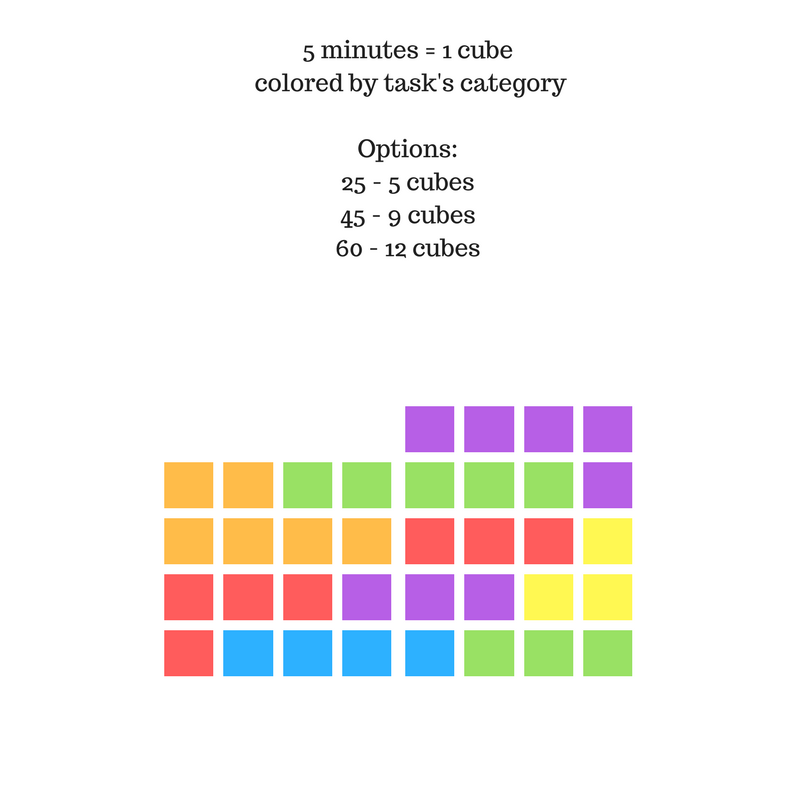 5 minutes = 1 cube
colored by task's category
Options:
25 - 5 cubes
45 - 9 cubes
60 - 12 cubes